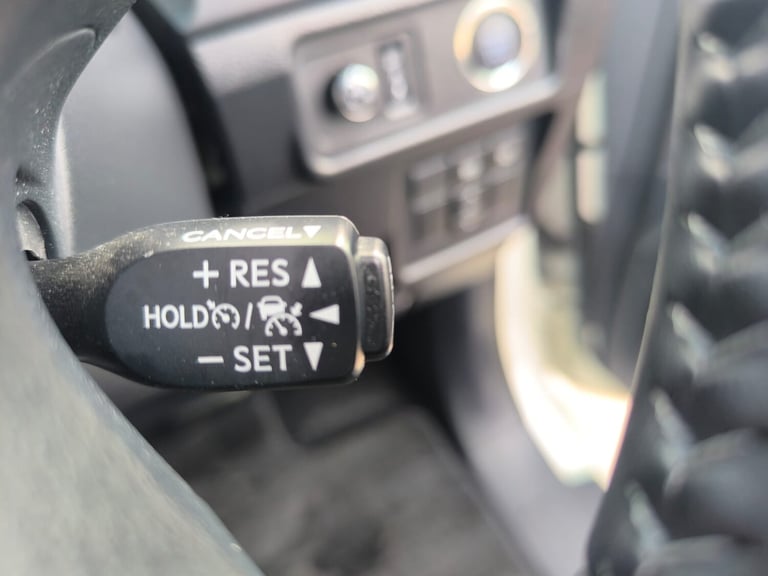 CANCEL▼
+ RES ▲
HOLD / ◀
− SET ▼